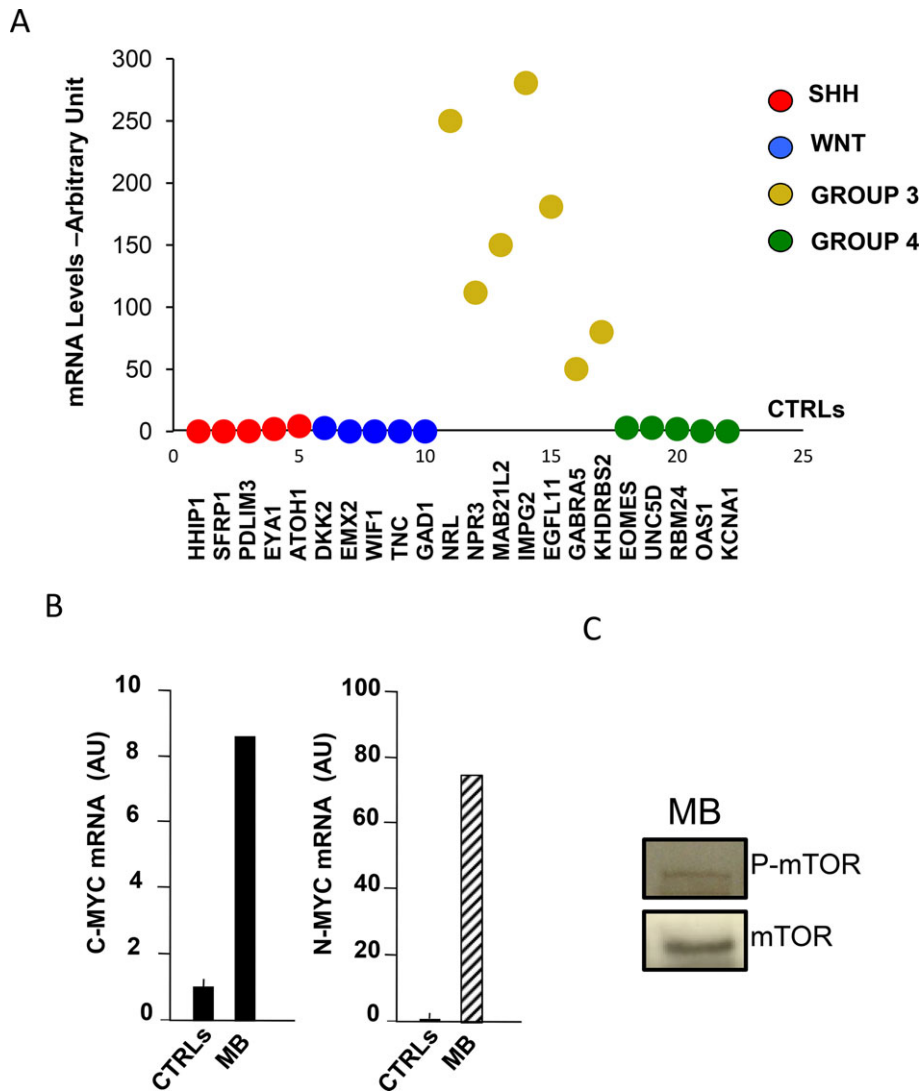 A
mRNA Levels –Arbitrary Unit
300
250
200
150
100
50
0
0
5
10
15
20
25
CTRLs
SHH
WNT
GROUP 3
GROUP 4
HHIP1
SFRP1
PDLIM3
EYA1
ATOH1
DKK2
EMX2
WIF1
TNC
GAD1
NRL
NPR3
MAB21L2
IMPG2
EGFL11
GABRA5
KHDRBS2
EOMES
UNC5D
RBM24
OAS1
KCNA1
B
C-MYC mRNA (AU)
10
8
6
4
2
0
CTRLs
MB
N-MYC mRNA (AU)
100
80
60
40
20
0
CTRLs
MB
C
MB
P-mTOR
mTOR